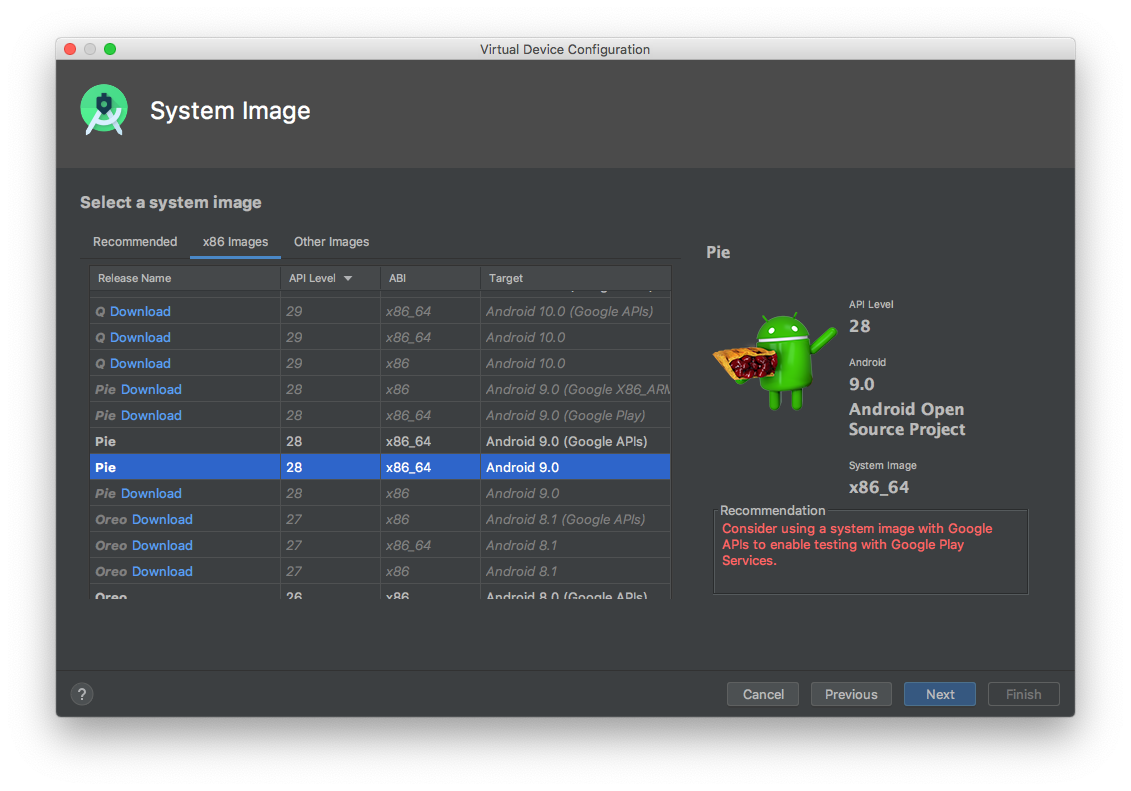 Virtual Device Configuration
System Image
Select a system image
Recommended x86 Images Other Images
Release Name API Level ABI Target
Q Download 29 x86_64 Android 10.0 (Google APIs)
Q Download 29 x86_64 Android 10.0
Q Download 29 x86 Android 10.0
Pie Download 28 x86 Android 9.0 (Google X86_ARM
Pie Download 28 x86_64 Android 9.0 (Google Play)
Pie 28 x86_64 Android 9.0 (Google APIs)
Pie 28 x86_64 Android 9.0
Pie Download 28 x86 Android 9.0
Oreo Download 27 x86 Android 8.1 (Google APIs)
Oreo Download 27 x86_64 Android 8.1
Oreo Download 27 x86 Android 8.1
Oreo 26 x86 Android 8.0 (Google APIs)
Pie
API Level
28
Android
9.0
Android Open
Source Project
System Image
x86_64
Recommendation
Consider using a system image with Google
APIs to enable testing with Google Play
Services.
? Cancel Previous Next Finish